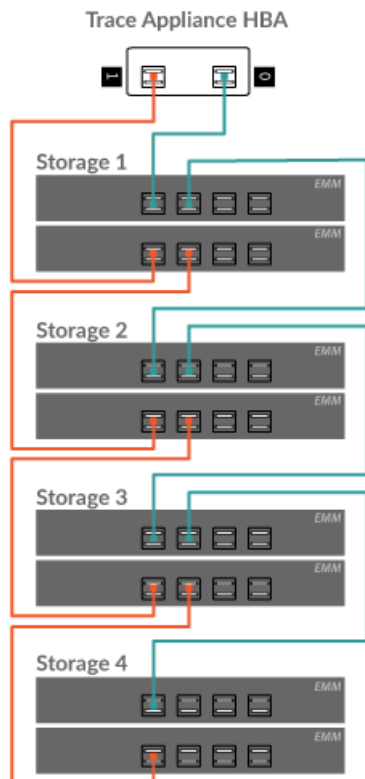 Trace Appliance HBA
1 0
Storage 1
EMM
EMM
Storage 2
EMM
EMM
Storage 3
EMM
EMM
Storage 4
EMM
EMM